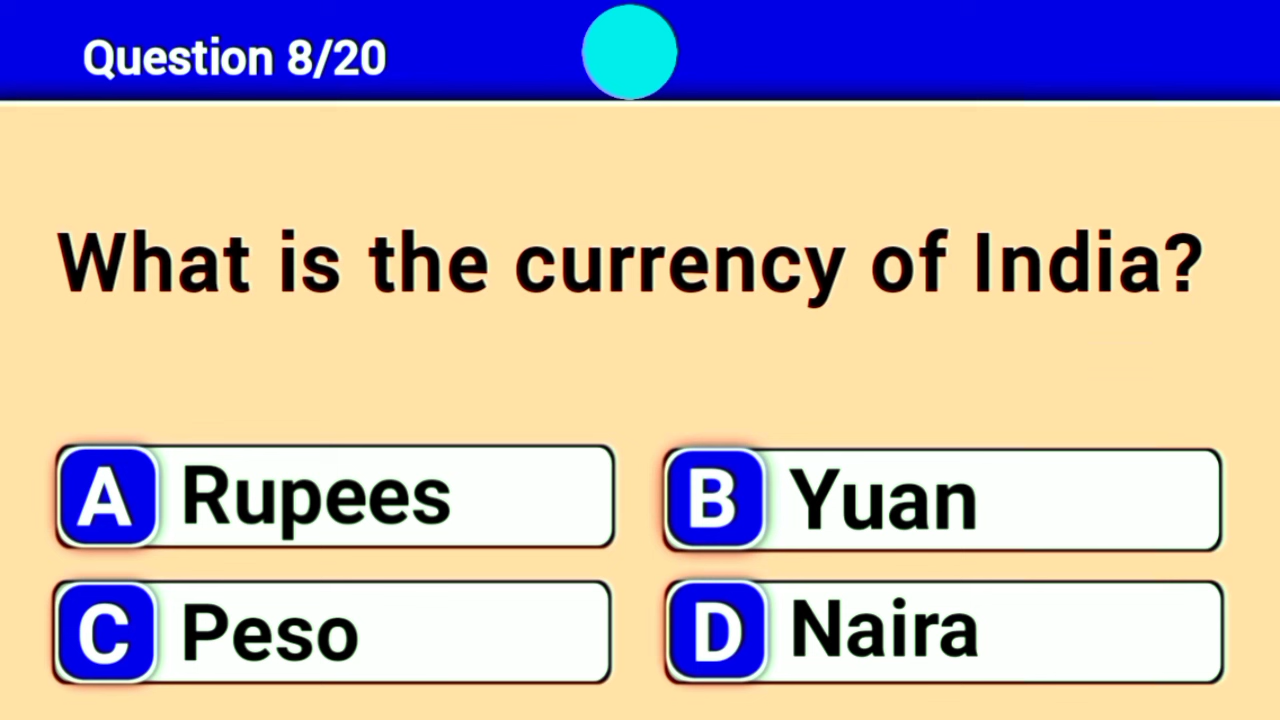 Question 8/20
What is the currency of India?
A Rupees
B Yuan
C Peso
D Naira